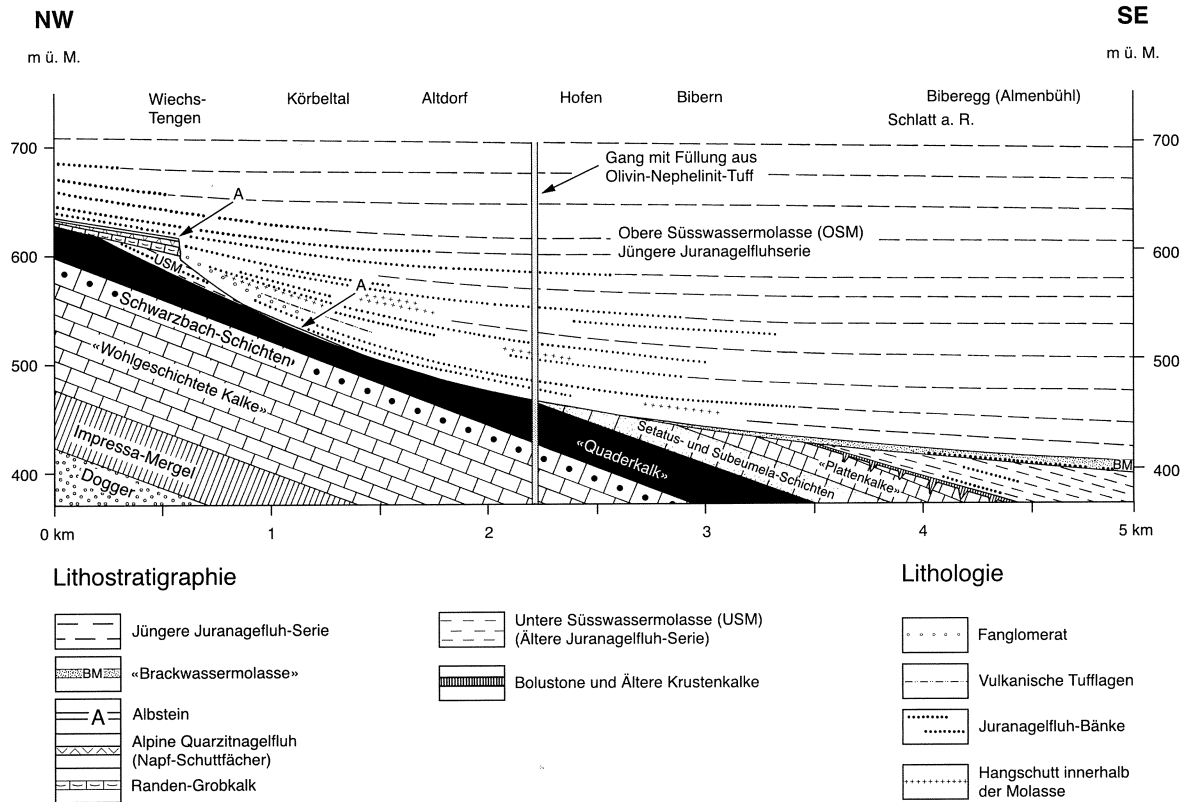 NW
SE
m ü. M.
m ü. M.
Wiechs-
Tengen
Körbeltal
Altdorf
Hofen
Bibern
Biberegg (Almenbühl)
Schlatt a. R.
700
700
Gang mit Füllung aus
Olivin-Nephelinit-Tuff
A
Obere Süsswassermolasse (OSM)
Jüngere Juranagelfluhserie
600
600
USM
A
Schwarzbach-Schichten
500
500
«Wohlgeschichtete Kalke»
Impressa-Mergel
Dogger
«Quaderkalk»
Setatus- und Subeumela-Schichten
«Plattenkalke»
BM
400
400
0 km
1
2
3
4
5 km
Lithostratigraphie
Jüngere Juranagefluh-Serie
BM
«Brackwassermolasse»
A
Albstein
Alpine Quarzitnagelfluh
(Napf-Schuttfächer)
Randen-Grobkalk
Untere Süsswassermolasse (USM)
(Ältere Juranagelfluh-Serie)
Bolustone und Ältere Krustenkalke
Lithologie
Fanglomerat
Vulkanische Tufflagen
Juranagelfluh-Bänke
Hangschutt innerhalb
der Molasse